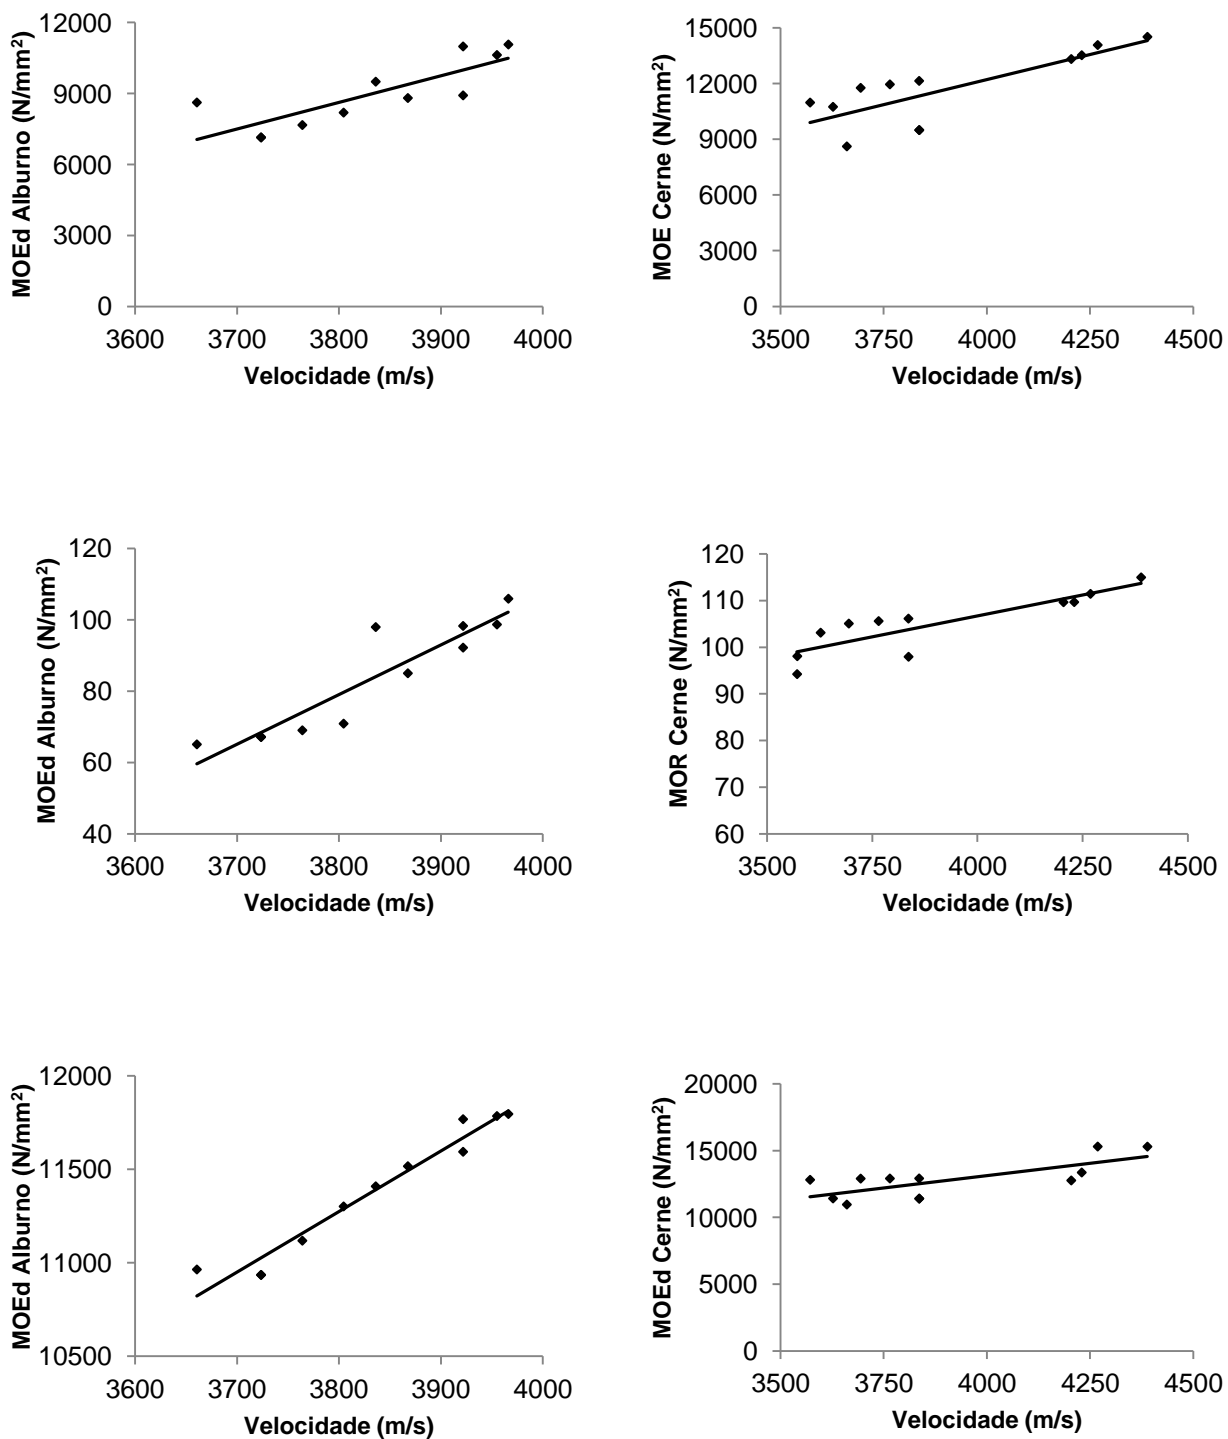 12000
9000
6000
3000
0
MOEd Alburno (N/mm²)
3600 3700 3800 3900 4000
Velocidade (m/s)
15000
12000
9000
6000
3000
0
MOE Cerne (N/mm²)
3500 3750 4000 4250 4500
Velocidade (m/s)
120
100
80
60
40
MOEd Alburno (N/mm²)
3600 3700 3800 3900 4000
Velocidade (m/s)
120
110
100
90
80
70
60
MOR Cerne (N/mm²)
3500 3750 4000 4250 4500
Velocidade (m/s)
12000
11500
11000
10500
MOEd Alburno (N/mm²)
3600 3700 3800 3900 4000
Velocidade (m/s)
20000
15000
10000
5000
0
MOEd Cerne (N/mm²)
3500 3750 4000 4250 4500
Velocidade (m/s)